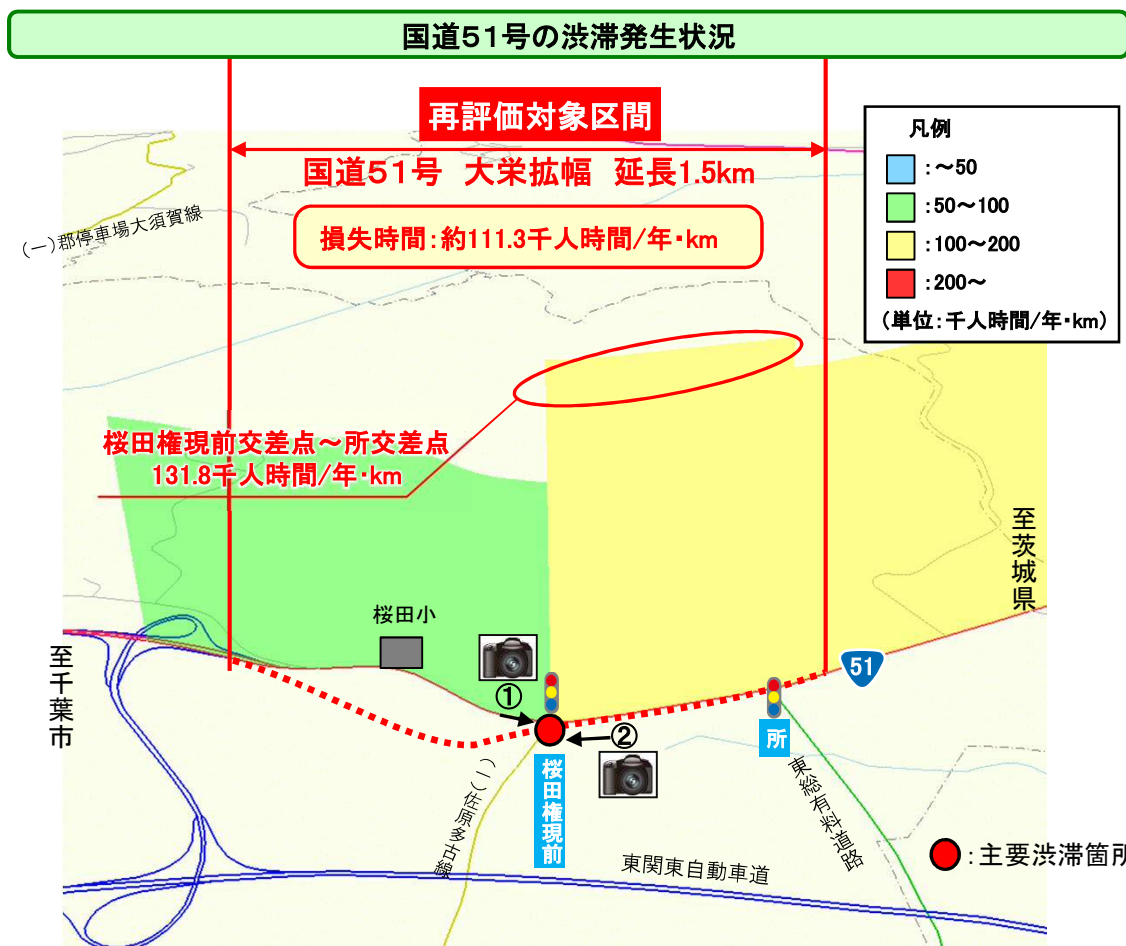 国道51号の渋滞発生状況
再評価対象区間
国道51号 大栄拡幅 延長1.5km
損失時間:約111.3千人時間/年・km
凡例
:～50
:50～100
:100～200
:200～
(単位:千人時間/年・km)
(一)郡停車場大須賀線
桜田権現前交差点～所交差点
131.8千人時間/年・km
至茨城県
桜田小
51
至千葉市
①
②
所
桜田権現前
(一)佐原多古線
東総有料道路
東関東自動車道
:主要渋滞箇所